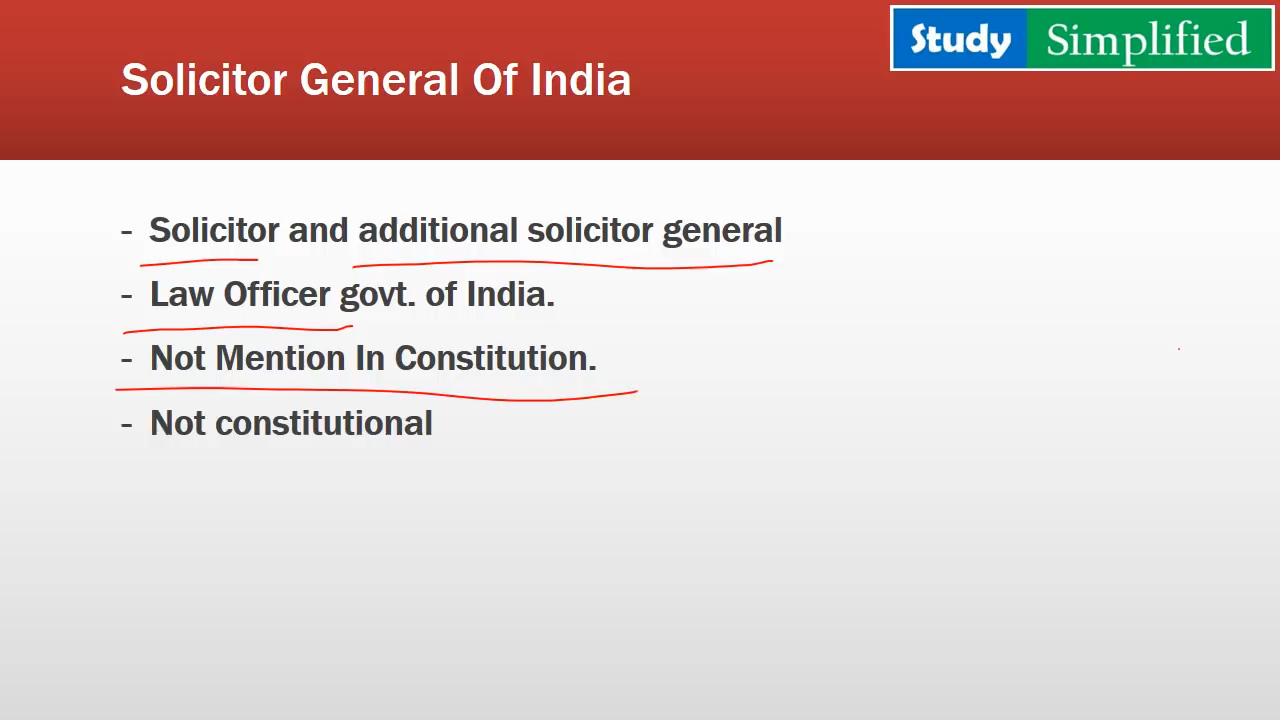 Study Simplified
Solicitor General Of India
- Solicitor and additional solicitor general
- Law Officer govt. of India.
- Not Mention In Constitution.
- Not constitutional